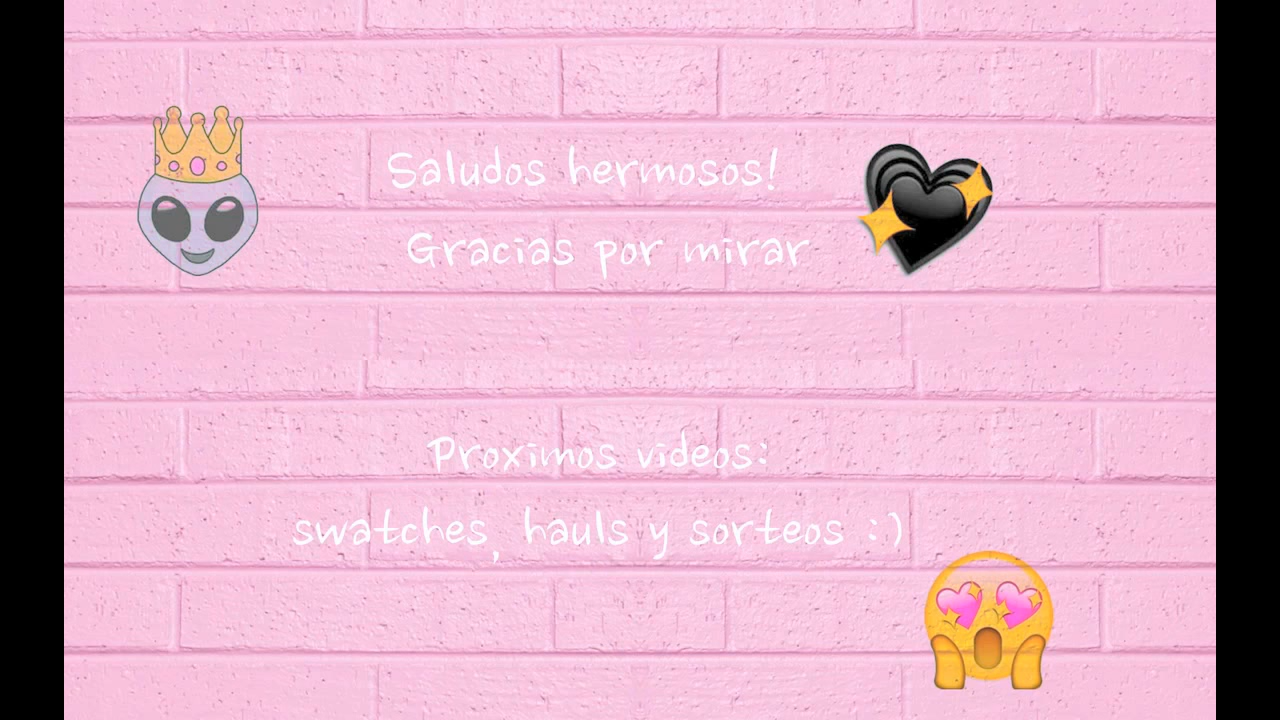 Saludos hermosos!
Gracias por mirar
Proximos videos:
swatches, hauls y sorteos :)